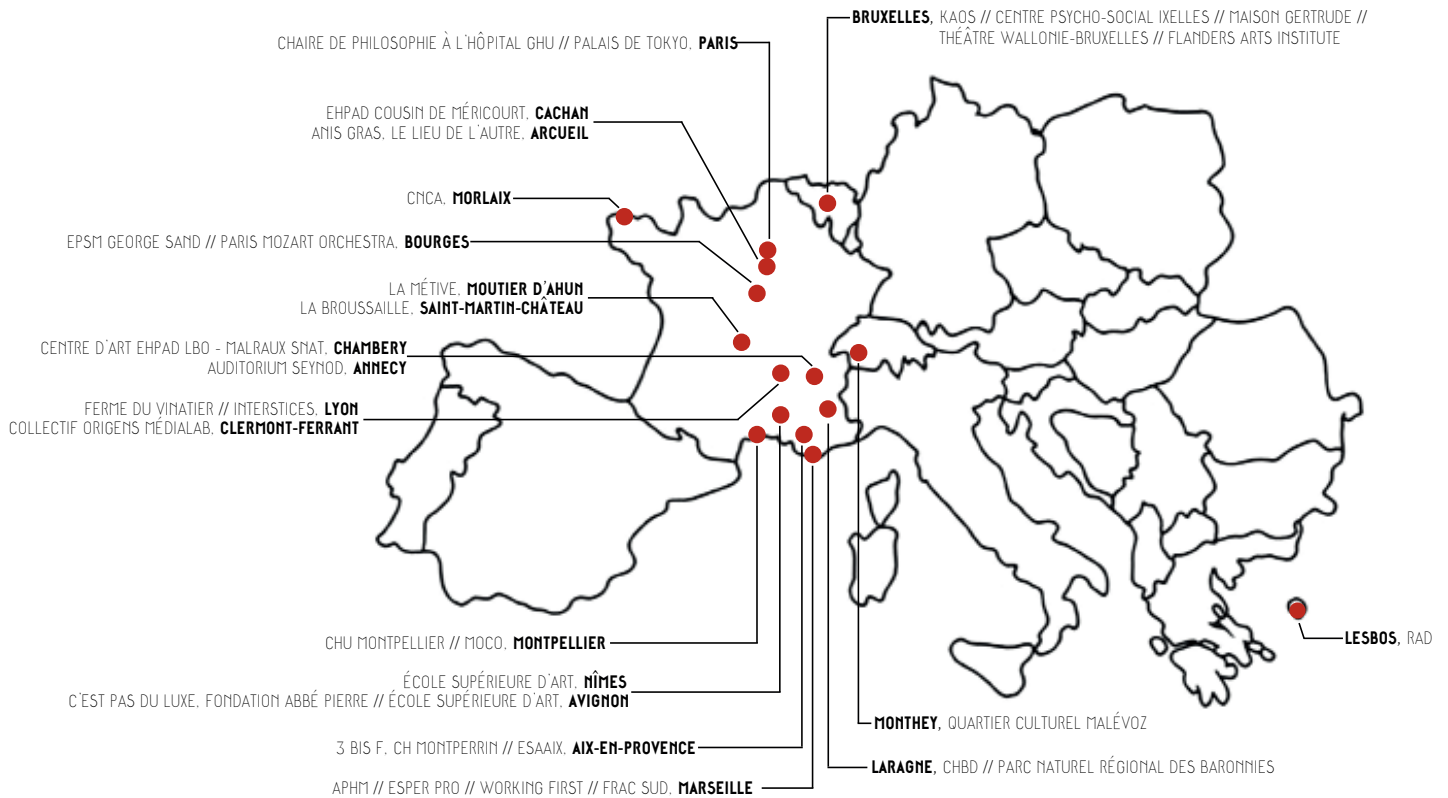 BRUXELLES, KAOS // CENTRE PSYCHO-SOCIAL IXELLES // MAISON GERTRUDE //
THÉÂTRE WALLONIE-BRUXELLES // FLANDERS ARTS INSTITUTE
CHAIRE DE PHILOSOPHIE À L'HÔPITAL GHU // PALAIS DE TOKYO, PARIS
EHPAD COUSIN DE MÉRICOURT, CACHAN
ANIS GRAS, LE LIEU DE L'AUTRE, ARCUEIL
CNCA, MORLAIX
EPSM GEORGE SAND // PARIS MOZART ORCHESTRA, BOURGES
LA MÉTIVE, MOUTIER D'AHUN
LA BROUSSAILLE, SAINT-MARTIN-CHÂTEAU
CENTRE D'ART EHPAD LBO - MALRAUX SNAT, CHAMBERY
AUDITORIUM SEYNOD, ANNECY
FERME DU VINATIER // INTERSTICES, LYON
COLLECTIF ORIGENS MÉDIALAB, CLERMONT-FERRANT
CHU MONTPELLIER // MOCO, MONTPELLIER
LESBOS, RAD
ÉCOLE SUPÉRIEURE D'ART, NÎMES
C'EST PAS DU LUXE, FONDATION ABBÉ PIERRE // ÉCOLE SUPÉRIEURE D'ART, AVIGNON
MONTHEY, QUARTIER CULTUREL MALÉVOZ
3 BIS F, CH MONTPERRIN // ESAAIX, AIX-EN-PROVENCE
LARAGNE, CHBD // PARC NATUREL RÉGIONAL DES BARONNIES
APHM // ESPER PRO // WORKING FIRST // FRAC SUD, MARSEILLE